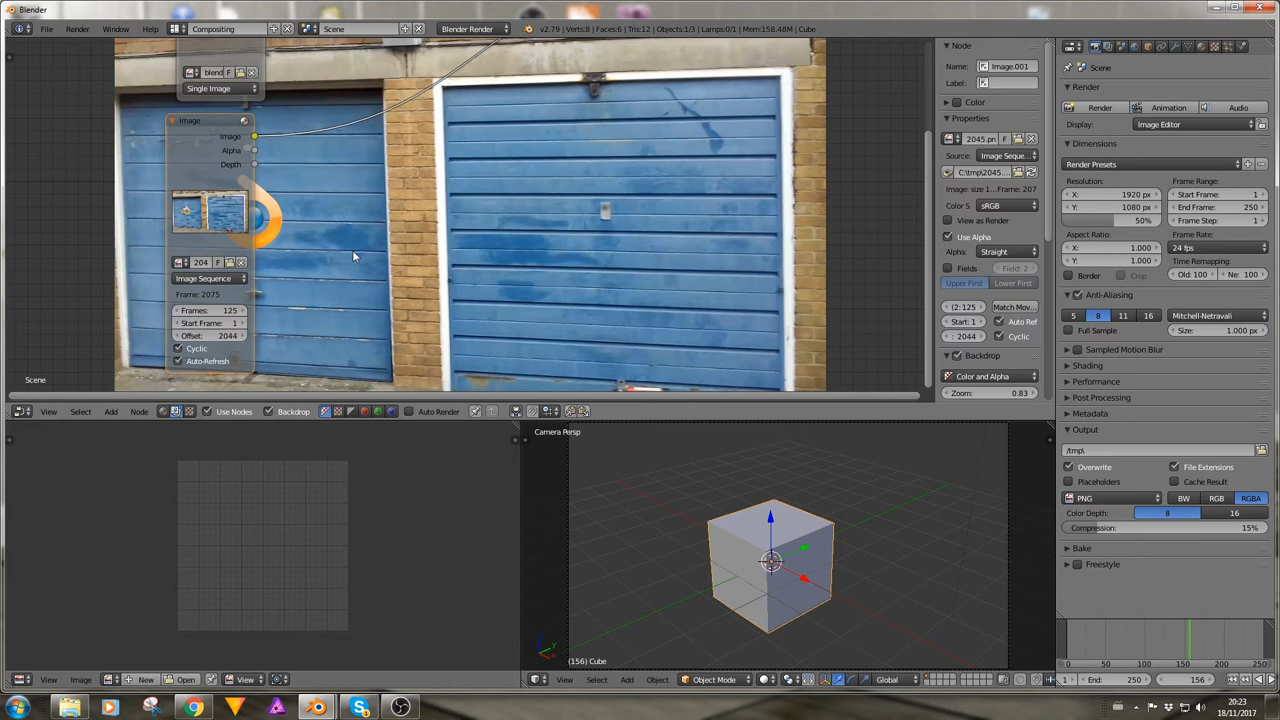 Blender
File
Render
Window
Help
Compositing
Scene
Blender Render
v2.79 | Verts:8 | Faces:6 | Tris:12 | Objects:1/3 | Lamps:0/1 | Mem:158.48M | Cube
blend
F
Single Image
Image
Image
Alpha
Depth
204
F
Image Sequence
Frame: 2075
Frames: 125
Start Frame: 1
Offset: 2044
Cyclic
Auto-Refresh
Scene
View
Select
Add
Node
Use Nodes
Backdrop
Auto Render
Node
Name:
Image.001
Label:
Color
Properties
2045.pn
F
Source:
Image Seque...
C:\tmp\2045...
Image: size 1... Frame: 207
Color S
sRGB
View as Render
Use Alpha
Alpha:
Straight
Fields
Field: 2
Upper First
Lower First
(2: 125
Match Mov...
Start: 1
Auto Ref
: 2044
Cyclic
Backdrop
Color and Alpha
Zoom: 0.83
Scene
Render
Render
Animation
Audio
Display:
Image Editor
Dimensions
Render Presets
Resolution:
Frame Range:
X: 1920 px
Start Frame: 1
Y: 1080 px
End Frame: 250
50%
Frame Step: 1
Aspect Ratio:
Frame Rate:
X: 1.000
24 fps
Y: 1.000
Time Remapping:
Border
Crop
Old: 100
Ne: 100
Anti-Aliasing
5
8
11
16
Mitchell-Netravali
Full Sample
Size: 1.000 px
Sampled Motion Blur
Shading
Performance
Post Processing
Metadata
Output
/tmp\
Overwrite
File Extensions
Placeholders
Cache Result
PNG
BW
RGB
RGBA
Color Depth:
8
16
Compression:
15%
Bake
Freestyle
Camera Persp
(156) Cube
View
Image
New
Open
View
View
Select
Add
Object
Object Mode
Global
0
50
100
150
200
250
1
End: 250
156
20:23
18/11/2017